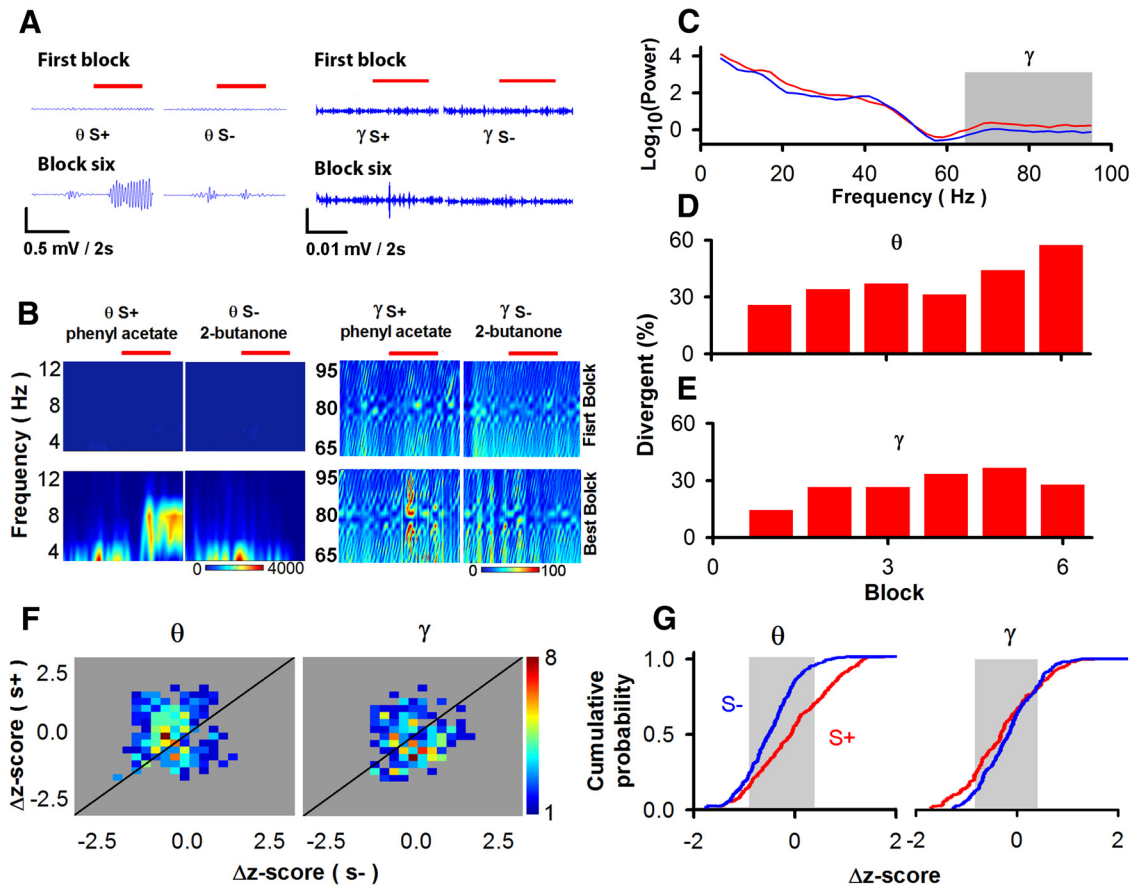 A
First block
First block
θ S+
θ S-
γ S+
γ S-
Block six
Block six
0.5 mV / 2s
0.01 mV / 2s
B
θ S+
phenyl acetate
θ S-
2-butanone
γ S+
phenyl acetate
γ S-
2-butanone
Frequency ( Hz )
12
8
4
12
8
4
95
80
65
95
80
65
Fisrt Bolck
Best Bolck
0
4000
0
100
C
γ
Log10(Power)
4
2
0
0
20
40
60
80
100
Frequency ( Hz )
D
θ
60
30
0
Divergent (%)
E
γ
60
30
0
0
3
6
Block
F
θ
γ
Δz-score ( s+ )
2.5
0.0
-2.5
-2.5
0.0
2.5
-2.5
0.0
2.5
8
1
Δz-score ( s- )
G
θ
γ
Cumulative
probability
1.0
0.5
0.0
S-
S+
-2
0
2
-2
0
2
Δz-score